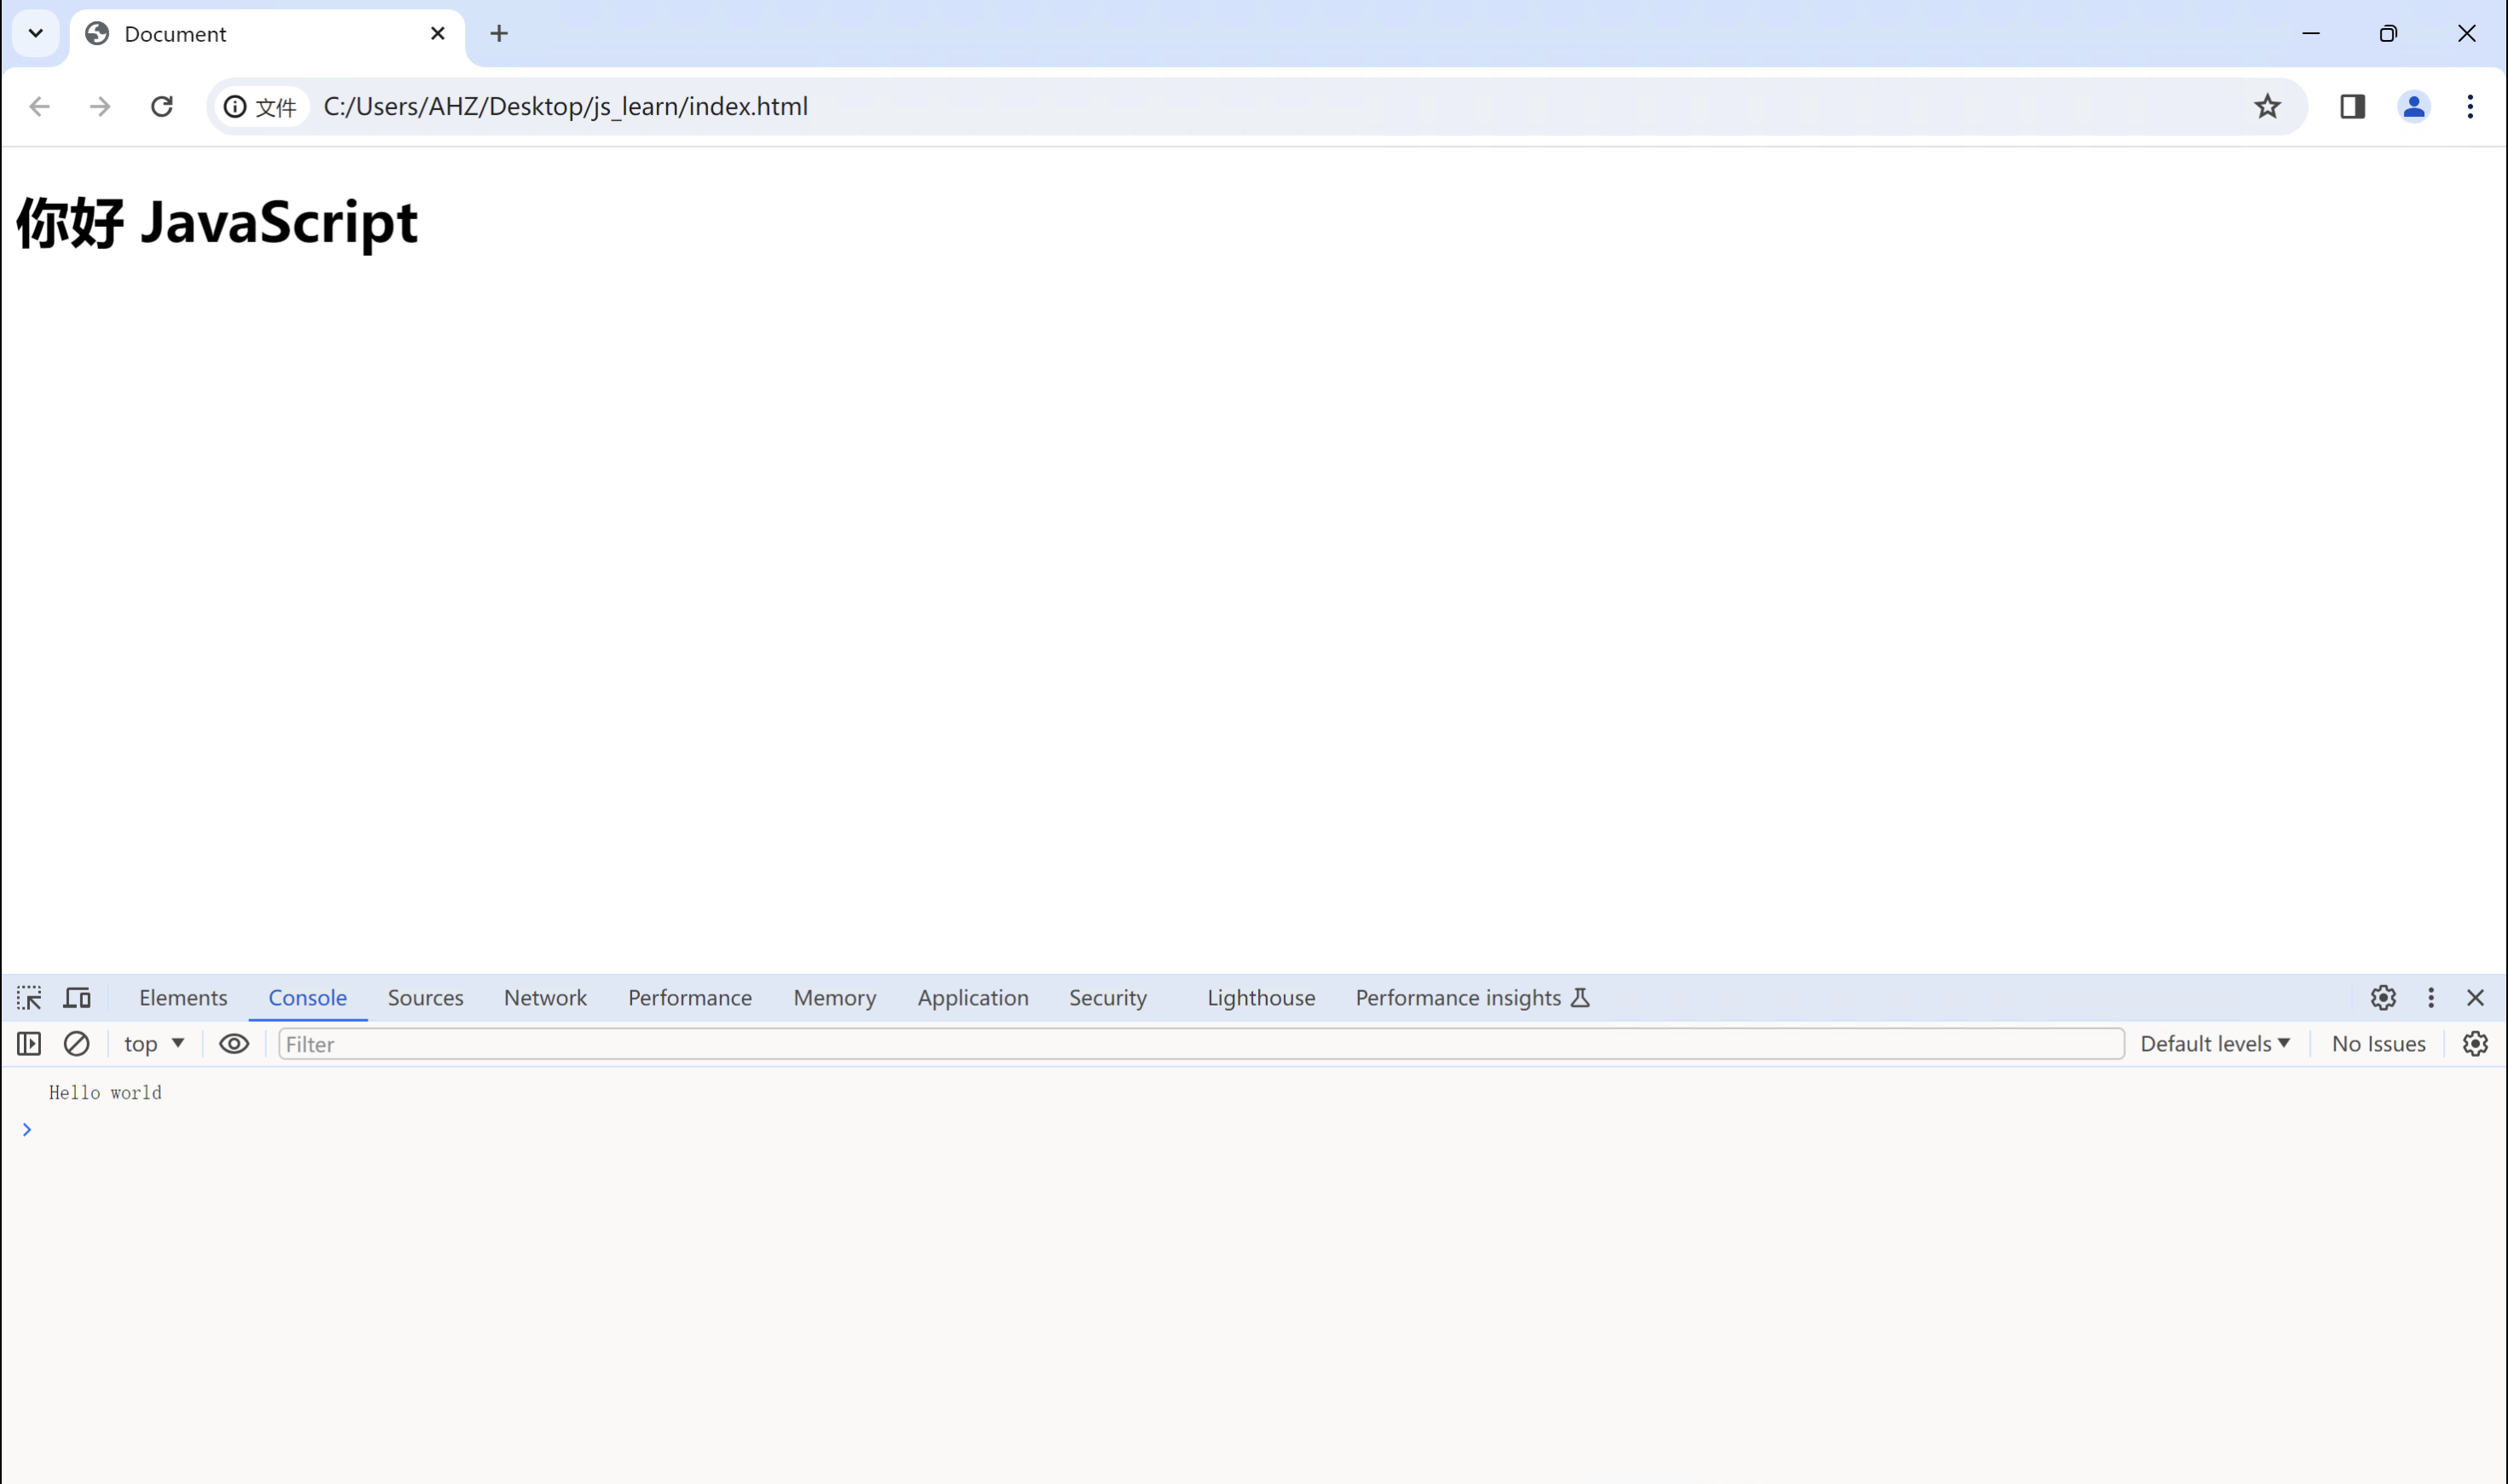 Document
文件 C:/Users/AHZ/Desktop/js_learn/index.html
你好 JavaScript
Elements Console Sources Network Performance Memory Application Security Lighthouse Performance insights
top Filter Default levels No Issues
Hello world